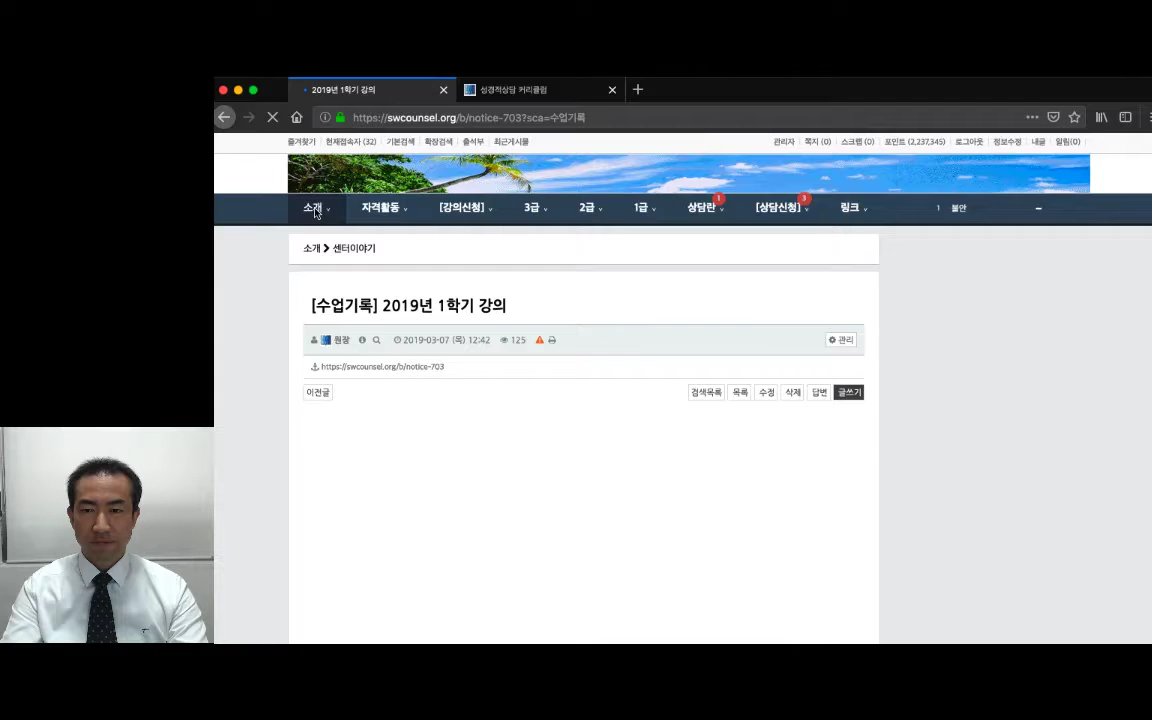 2019년 1학기 강의
성경적상담 커리큘럼
https://swcounsel.org/b/notice-703?sca=수업기록
즐겨찾기 현재접속자 (32) 기본검색 확장검색 출석부 최근게시물
관리자 쪽지 (0) 스크랩 (0) 포인트 (2,237,345) 로그아웃 정보수정 내글 알림(0)
소개 자격활동 [강의신청] 3급 2급 1급 상담란 1 [상담신청] 3 링크 1 불안
소개 센터이야기
[수업기록] 2019년 1학기 강의
원장 2019-03-07 (목) 12:42 125 관리
https://swcounsel.org/b/notice-703
이전글 검색목록 목록 수정 삭제 답변 글쓰기